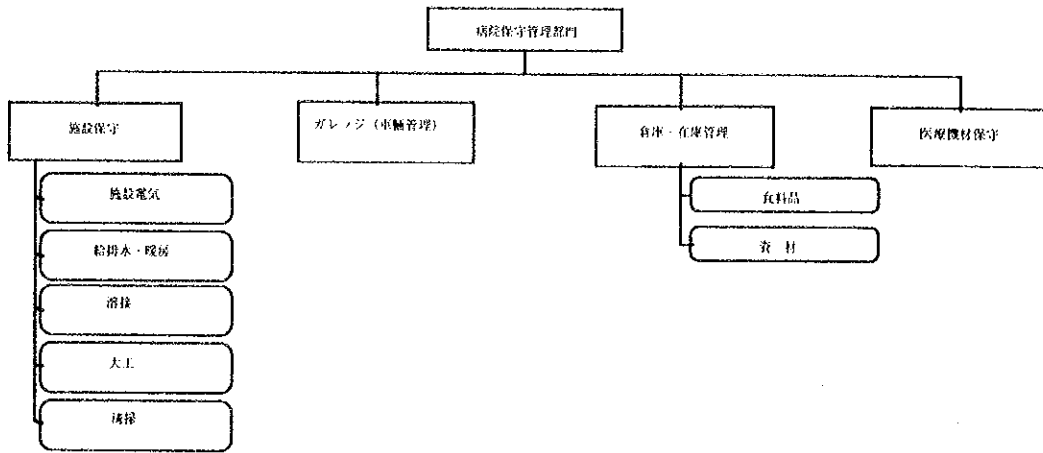 病院保守管理部門
施設保守
ガレッジ（車輛管理）
倉庫・在庫管理
医療機材保守
施設電気
給排水・暖房
溶接
大工
清掃
食料品
資 材